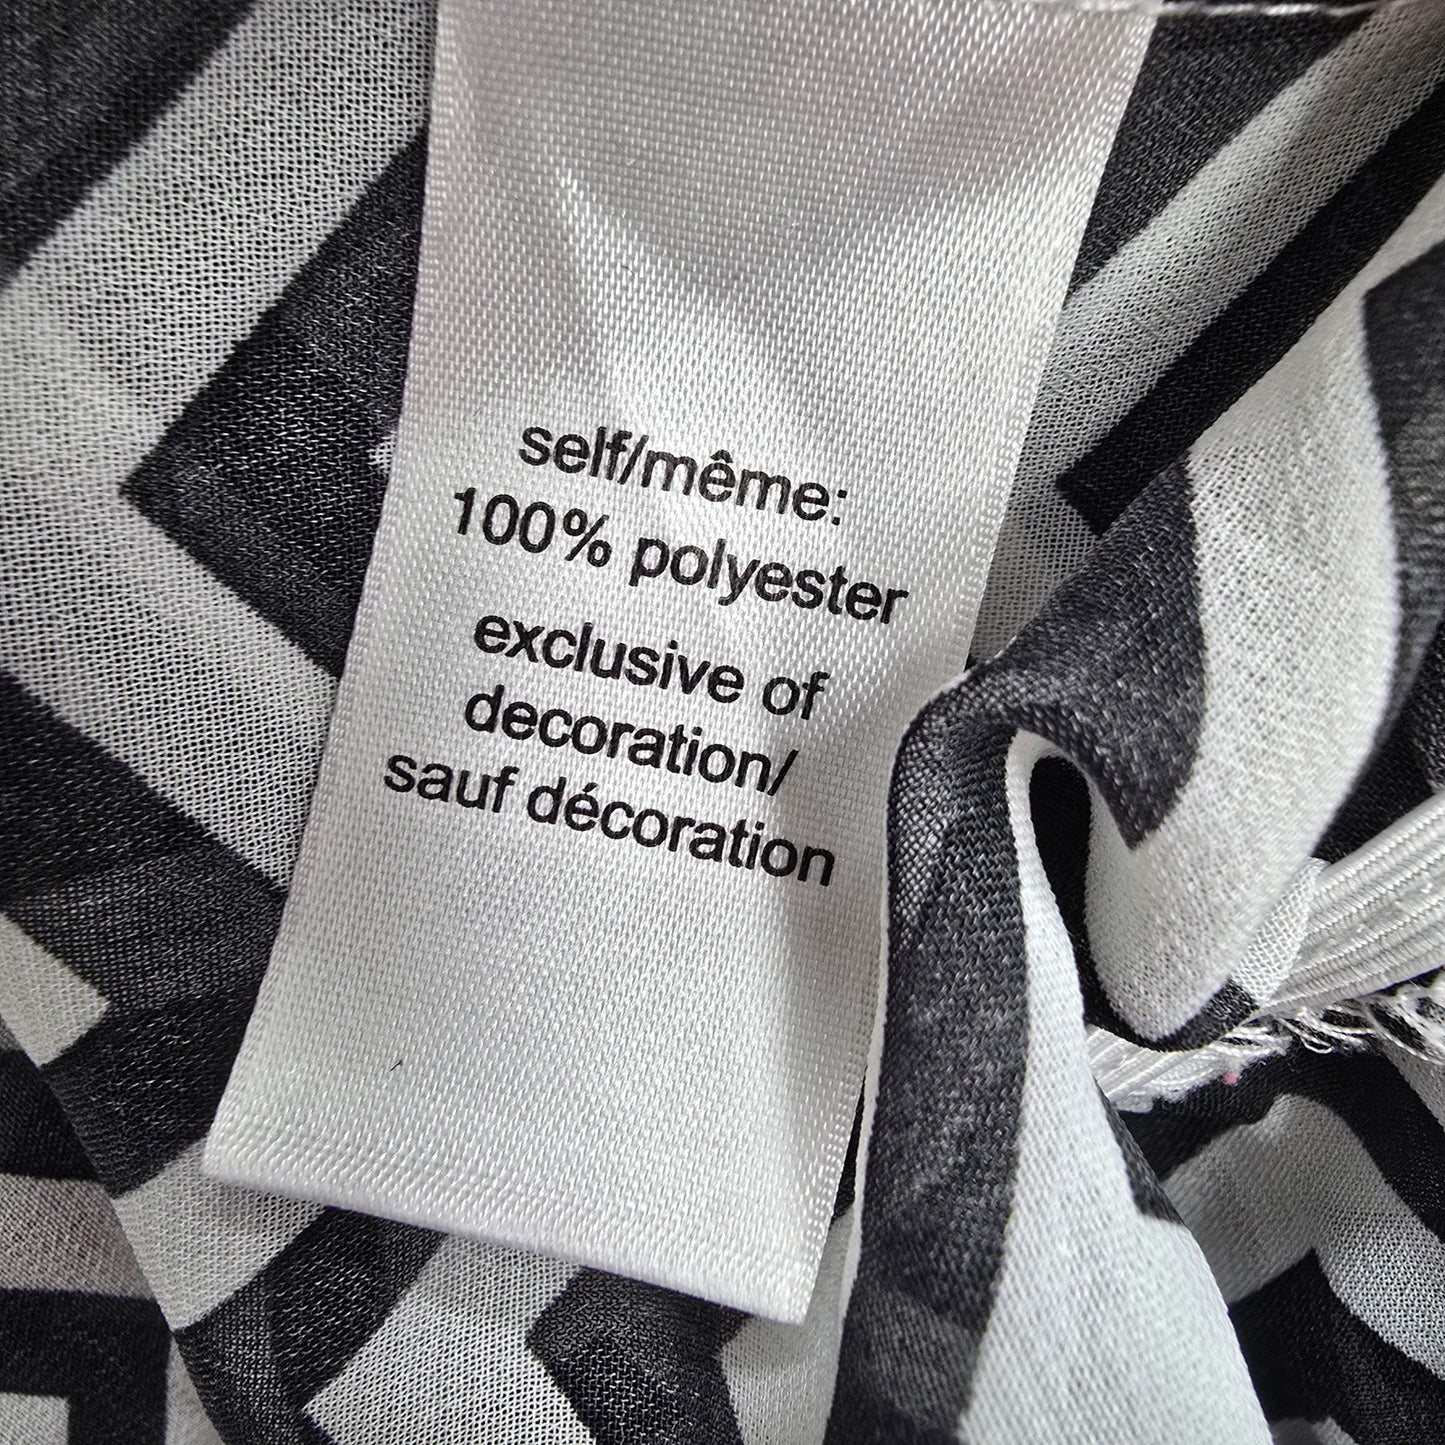 self/même:
100% polyester
exclusive of
decoration/
sauf décoration